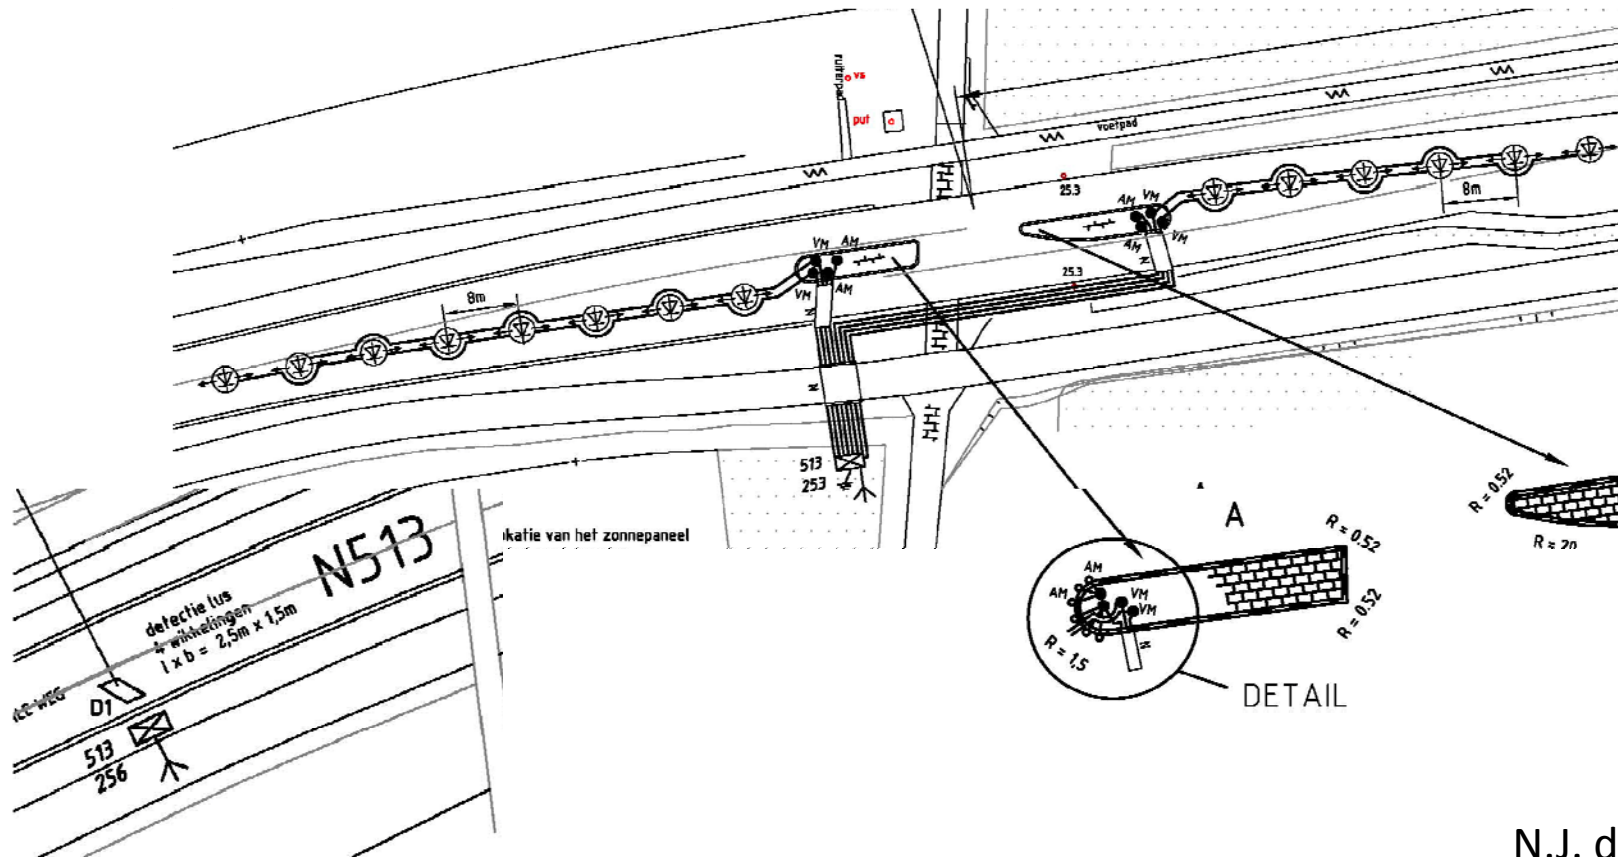 ruiterpad
vs
put
voetpad
25.3
8m
AM
VM
AM
VM
N
VM
AM
VM
AM
N
25.3
8m
N
513
253
katie van het zonnepaneel
A
R = 0.52
R = 0.52
R = 0.52
R = 20
AM
AM
VM
VM
N
R = 1,5
DETAIL
N513
detectie lus
4 wikkelingen
l x b = 2,5m x 1,5m
WEG
D1
513
256
N.J. d